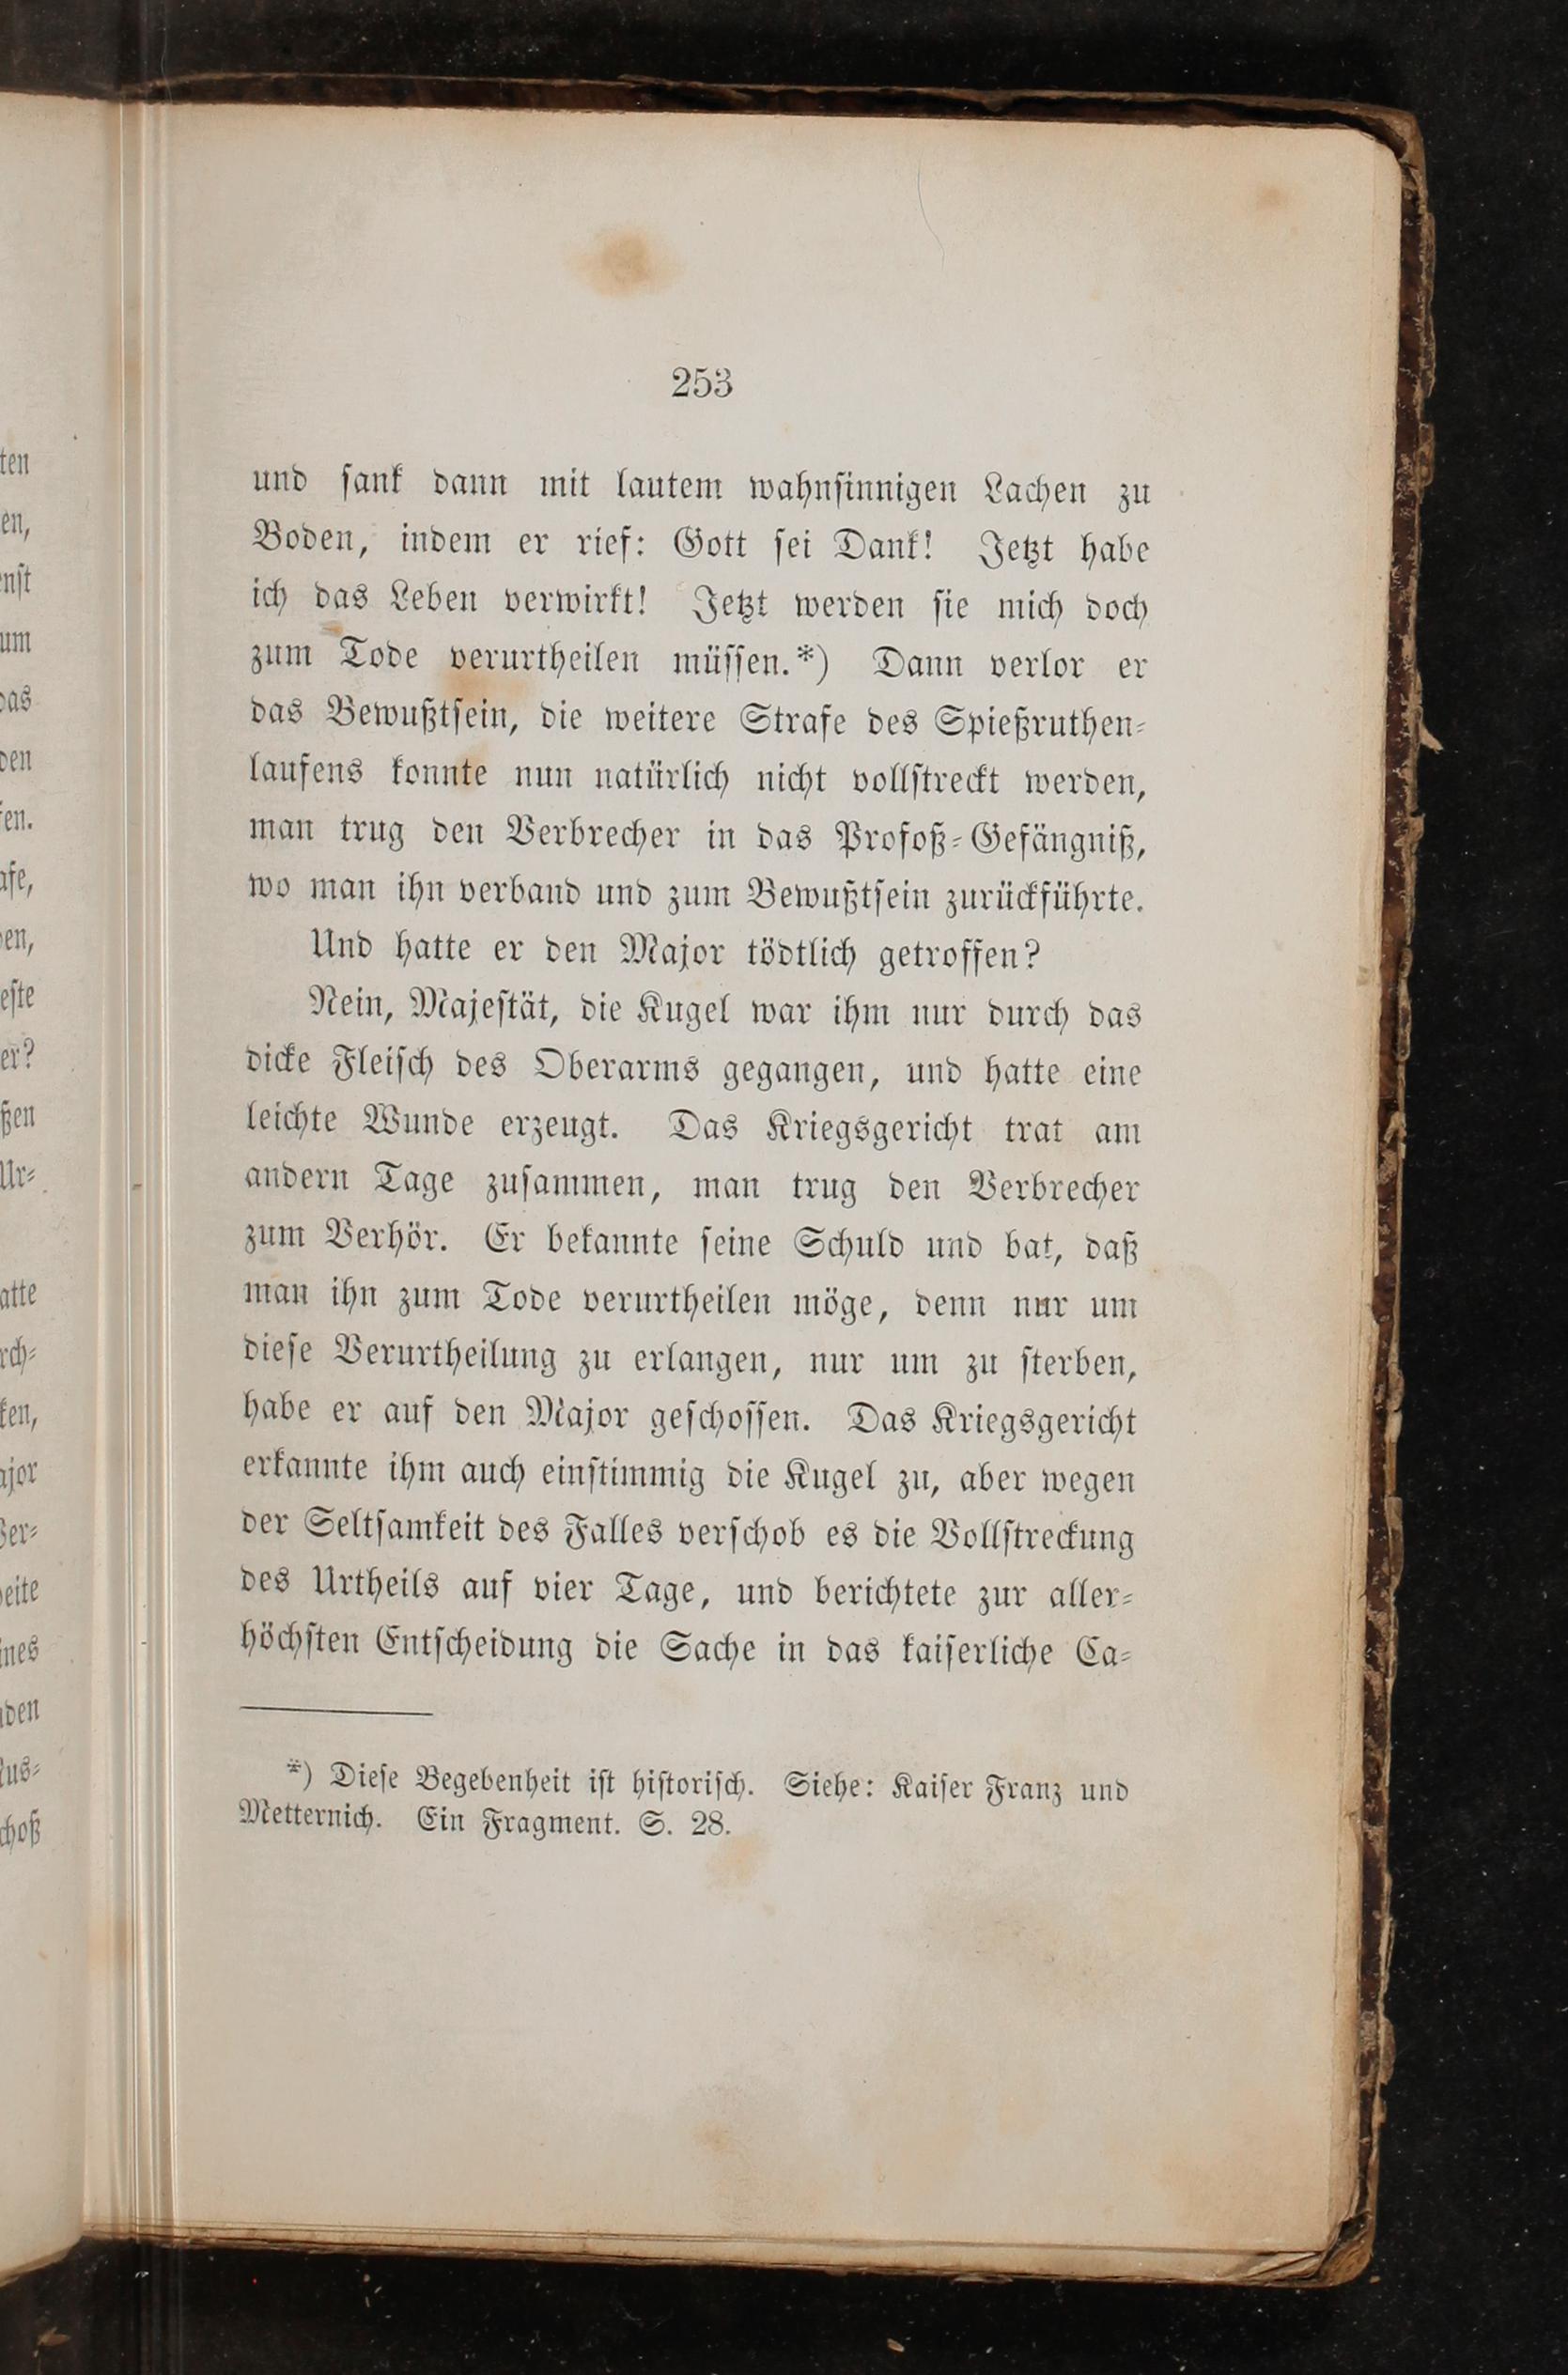 253
und sank dann mit lautem wahnsinnigen Lachen zu
Boden, indem er rief: Gott sei Dank! Jetzt habe
ich das Leben verwirkt! Jetzt werden sie mich doch
zum Tode verurtheilen müssen.*) Dann verlor er
das Bewußtsein, die weitere Strafe des Spießruthen-
laufens konnte nun natürlich nicht vollstreckt werden,
man trug den Verbrecher in das Profoß-Gefängniß,
wo man ihn verband und zum Bewußtsein zurückführte.
Und hatte er den Major tödtlich getroffen?
Nein, Majestät, die Kugel war ihm nur durch das
dicke Fleisch des Oberarms gegangen, und hatte eine
leichte Wunde erzeugt. Das Kriegsgericht trat am
andern Tage zusammen, man trug den Verbrecher
zum Verhör. Er bekannte seine Schuld und bat, daß
man ihn zum Tode verurtheilen möge, denn nur um
diese Verurtheilung zu erlangen, nur um zu sterben,
habe er auf den Major geschossen. Das Kriegsgericht
erkannte ihm auch einstimmig die Kugel zu, aber wegen
der Seltsamkeit des Falles verschob es die Vollstreckung
des Urtheils auf vier Tage, und berichtete zur aller-
höchsten Entscheidung die Sache in das kaiserliche Ca-
*) Diese Begebenheit ist historisch. Siehe: Kaiser Franz und
Metternich. Ein Fragment. S. 28.